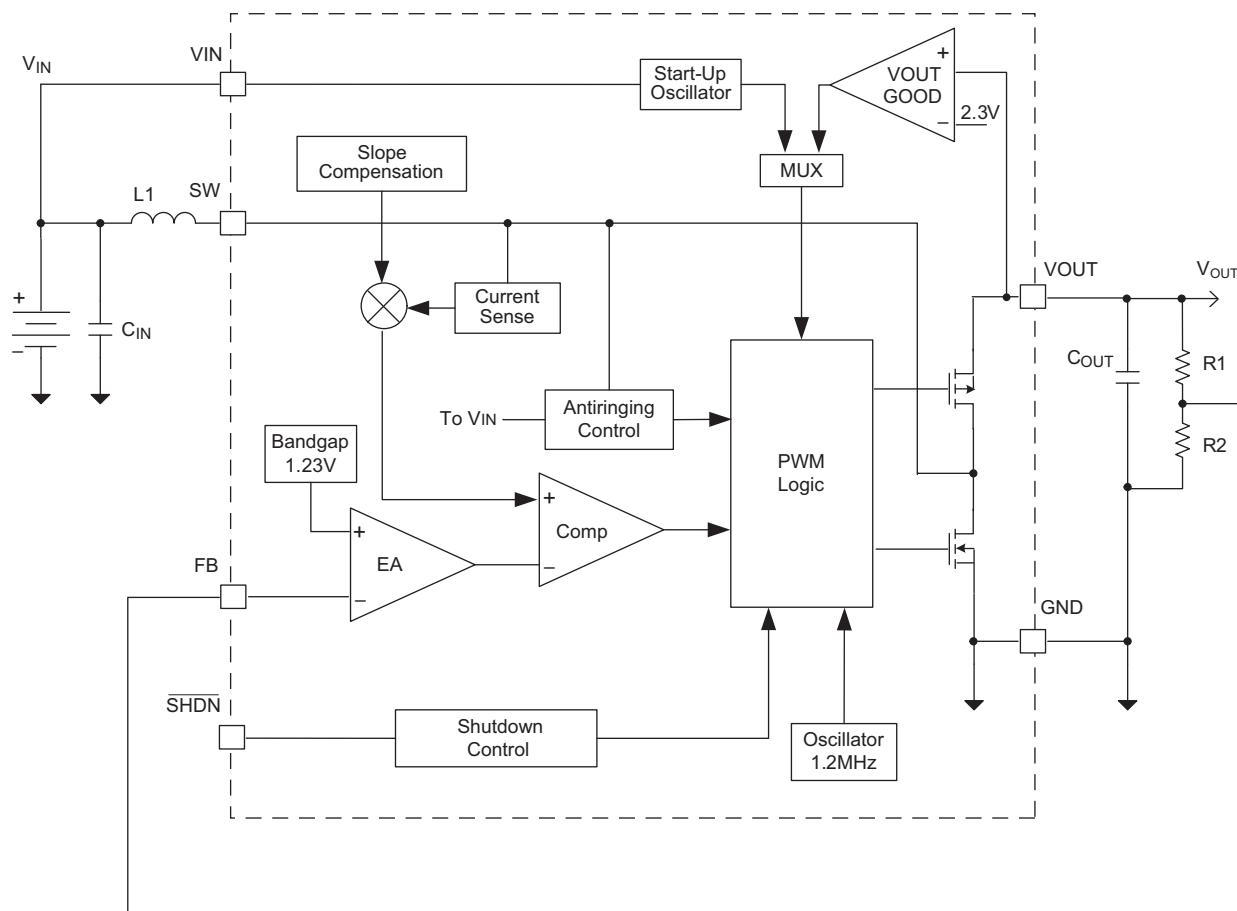 VIN
VIN
Start-Up
Oscillator
+
VOUT
GOOD
–
2.3V
Slope
Compensation
MUX
L1
SW
VOUT
VOUT
+
–
CIN
Current
Sense
COUT
R1
To VIN
Antiringing
Control
R2
Bandgap
1.23V
PWM
Logic
+
Comp
–
+
EA
–
FB
GND
SHDN
Shutdown
Control
Oscillator
1.2MHz